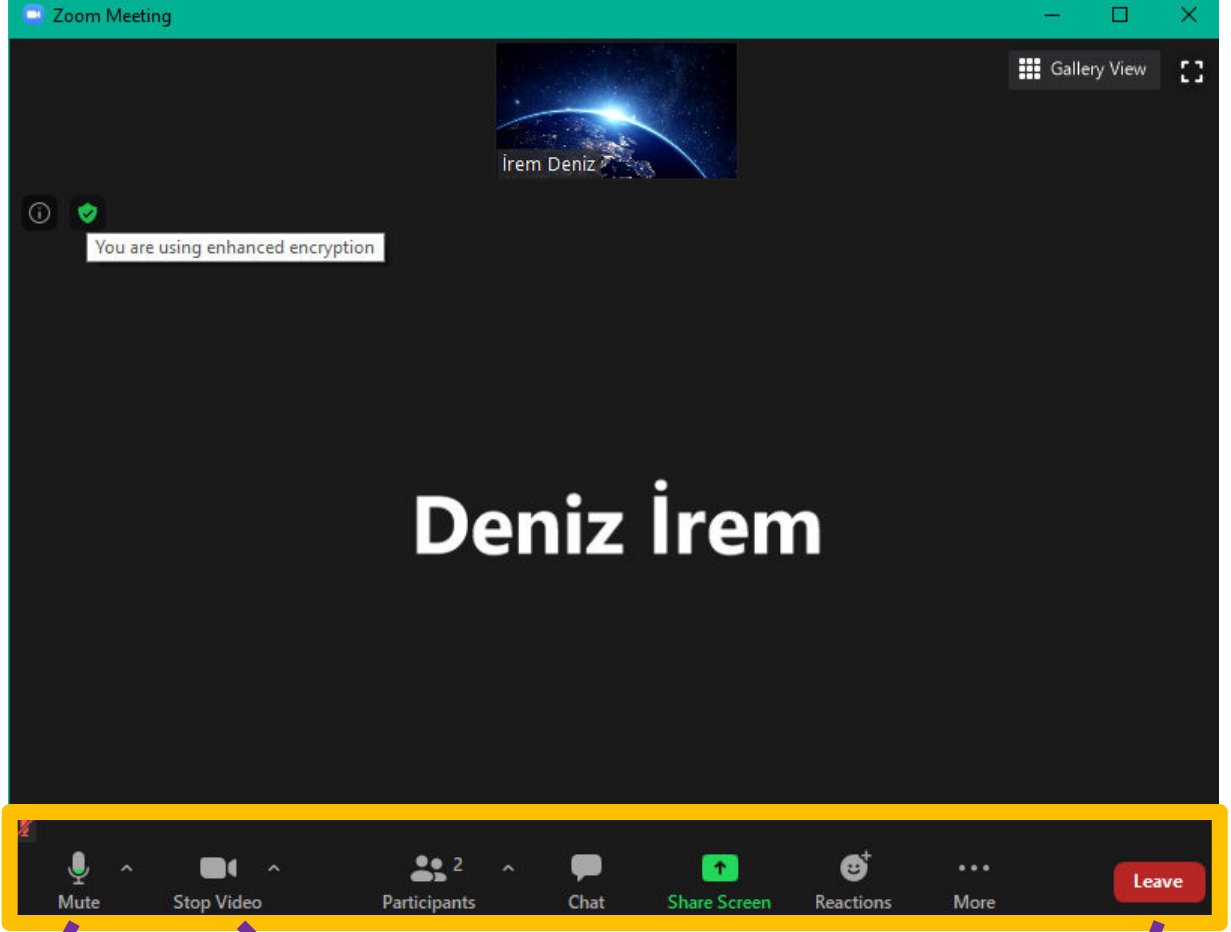 Zoom Meeting
Gallery View
İrem Deniz
You are using enhanced encryption
Deniz İrem
2
Mute Stop Video Participants Chat Share Screen Reactions More Leave